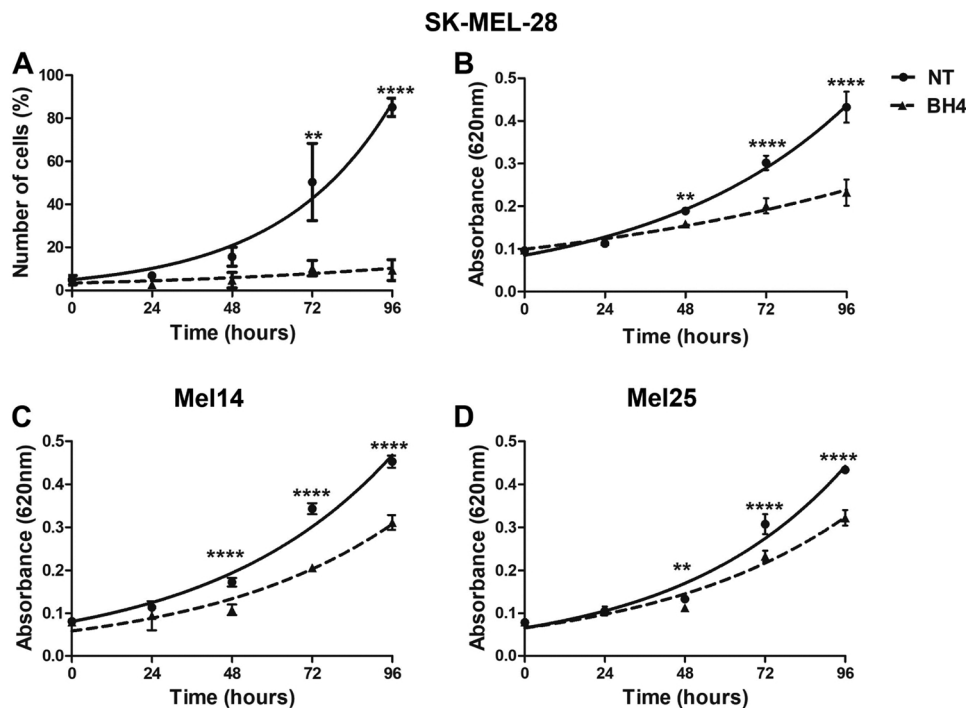 SK-MEL-28
A
Number of cells (%)
100
80
60
40
20
0
0 24 48 72 96
Time (hours)
**
****
B
Absorbance (620nm)
0.5
0.4
0.3
0.2
0.1
0.0
0 24 48 72 96
Time (hours)
**
****
****
NT
BH4
Mel14
C
Absorbance (620nm)
0.5
0.4
0.3
0.2
0.1
0.0
0 24 48 72 96
Time (hours)
****
****
****
Mel25
D
Absorbance (620nm)
0.5
0.4
0.3
0.2
0.1
0.0
0 24 48 72 96
Time (hours)
**
****
****